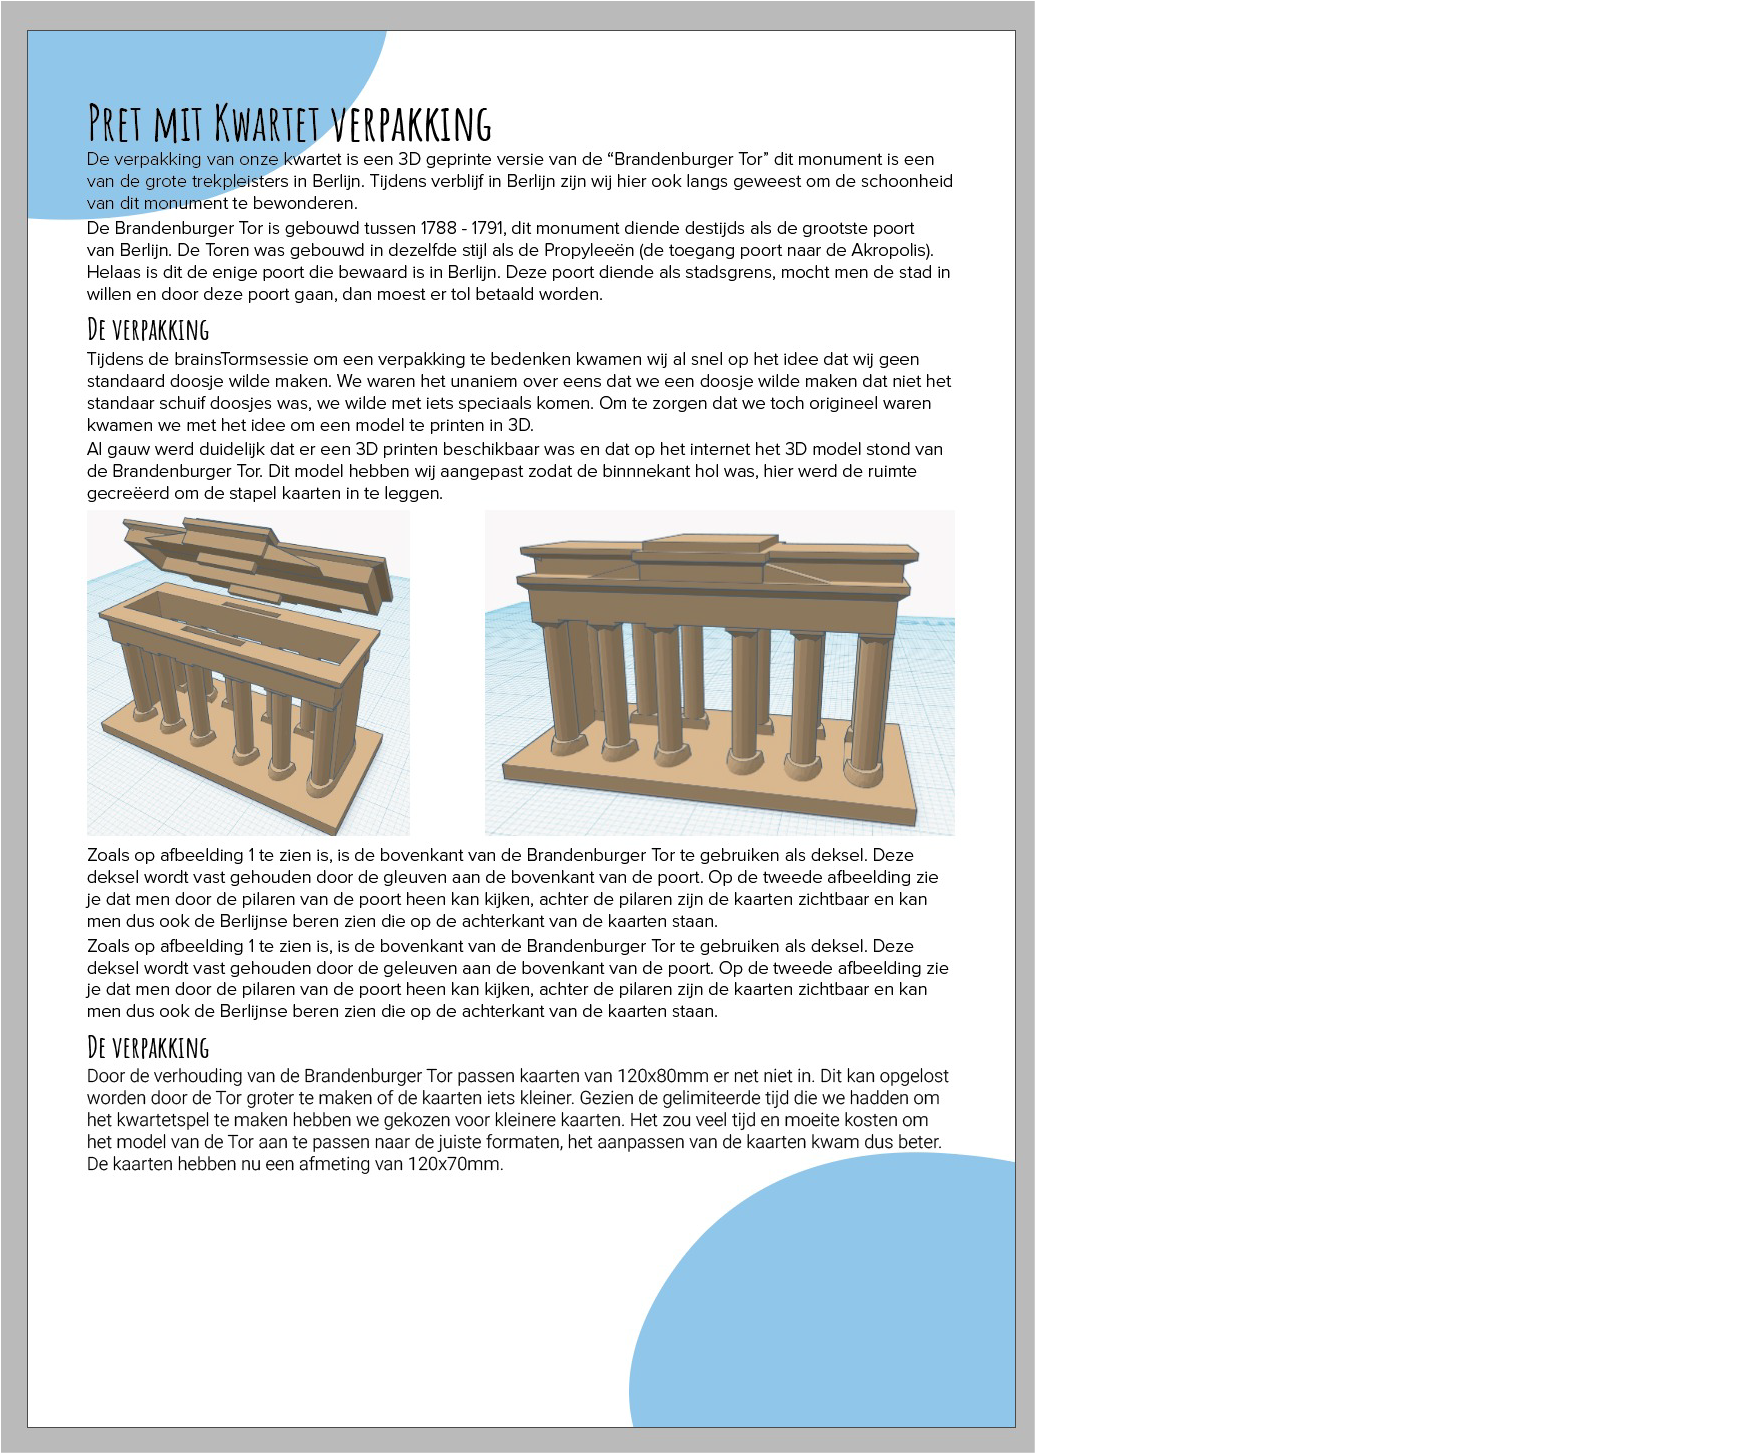 Pret mit Kwartet verpakking
De verpakking van onze kwartet is een 3D geprinte versie van de “Brandenburger Tor” dit monument is een
van de grote trekpleisters in Berlijn. Tijdens verblijf in Berlijn zijn wij hier ook langs geweest om de schoonheid
van dit monument te bewonderen.
De Brandenburger Tor is gebouwd tussen 1788 - 1791, dit monument diende destijds als de grootste poort
van Berlijn. De Toren was gebouwd in dezelfde stijl als de Propyleeën (de toegang poort naar de Akropolis).
Helaas is dit de enige poort die bewaard is in Berlijn. Deze poort diende als stadsgrens, mocht men de stad in
willen en door deze poort gaan, dan moest er tol betaald worden.
De verpakking
Tijdens de brainsTormsessie om een verpakking te bedenken kwamen wij al snel op het idee dat wij geen
standaard doosje wilde maken. We waren het unaniem over eens dat we een doosje wilde maken dat niet het
standaar schuif doosjes was, we wilde met iets speciaals komen. Om te zorgen dat we toch origineel waren
kwamen we met het idee om een model te printen in 3D.
Al gauw werd duidelijk dat er een 3D printen beschikbaar was en dat op het internet het 3D model stond van
de Brandenburger Tor. Dit model hebben wij aangepast zodat de binnnekant hol was, hier werd de ruimte
gecreëerd om de stapel kaarten in te leggen.
Zoals op afbeelding 1 te zien is, is de bovenkant van de Brandenburger Tor te gebruiken als deksel. Deze
deksel wordt vast gehouden door de gleuven aan de bovenkant van de poort. Op de tweede afbeelding zie
je dat men door de pilaren van de poort heen kan kijken, achter de pilaren zijn de kaarten zichtbaar en kan
men dus ook de Berlijnse beren zien die op de achterkant van de kaarten staan.
Zoals op afbeelding 1 te zien is, is de bovenkant van de Brandenburger Tor te gebruiken als deksel. Deze
deksel wordt vast gehouden door de geleuven aan de bovenkant van de poort. Op de tweede afbeelding zie
je dat men door de pilaren van de poort heen kan kijken, achter de pilaren zijn de kaarten zichtbaar en kan
men dus ook de Berlijnse beren zien die op de achterkant van de kaarten staan.
De verpakking
Door de verhouding van de Brandenburger Tor passen kaarten van 120x80mm er net niet in. Dit kan opgelost
worden door de Tor groter te maken of de kaarten iets kleiner. Gezien de gelimiteerde tijd die we hadden om
het kwartetspel te maken hebben we gekozen voor kleinere kaarten. Het zou veel tijd en moeite kosten om
het model van de Tor aan te passen naar de juiste formaten, het aanpassen van de kaarten kwam dus beter.
De kaarten hebben nu een afmeting van 120x70mm.